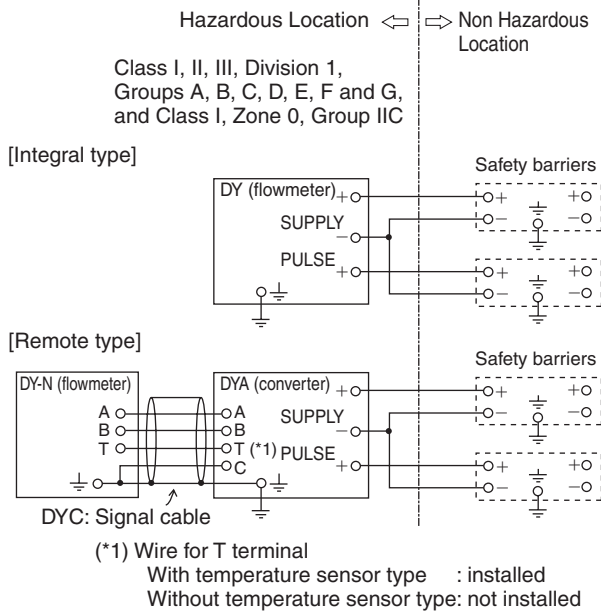 Hazardous Location
Non Hazardous
Location
Class I, II, III, Division 1,
Groups A, B, C, D, E, F and G,
and Class I, Zone 0, Group IIC
[Integral type]
Safety barriers
DY (flowmeter)
+
SUPPLY
−
PULSE
+
+ +
− −
+ +
− −
[Remote type]
Safety barriers
DY-N (flowmeter)
DYA (converter)
+
SUPPLY
−
PULSE
+
A A
B B
T T (*1)
C
+ +
− −
+ +
− −
DYC: Signal cable
(*1) Wire for T terminal
With temperature sensor type : installed
Without temperature sensor type: not installed